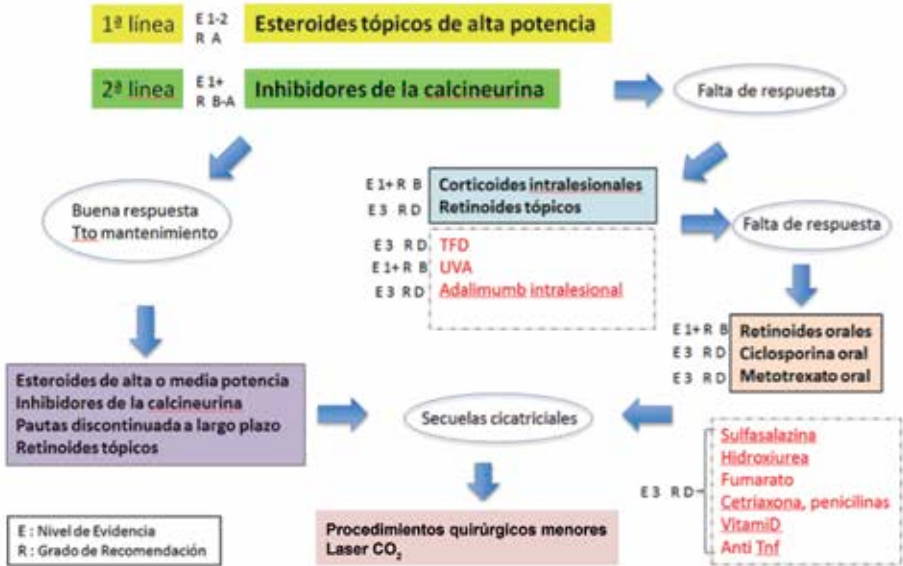 1ª línea
E 1-2
R A
Esteroides tópicos de alta potencia
2ª linea
E 1+
R B-A
Inhibidores de la calcineurina
Falta de respuesta
Buena respuesta
Tto mantenimiento
E 1+ R B
Corticoides intralesionales
E 3 R D
Retinoides tópicos
E 3 R D
TFD
E 1+ R B
UVA
E 3 R D
Adalimumb intralesional
Falta de respuesta
E 1+ R B
Retinoides orales
E 3 R D
Ciclosporina oral
E 3 R D
Metotrexato oral
Esteroides de alta o media potencia
Inhibidores de la calcineurina
Pautas discontinuada a largo plazo
Retinoides tópicos
Secuelas cicatriciales
E 3 R D
Sulfasalazina
Hidroxiurea
Fumarato
Cetriaxona, penicilinas
VitamiD
Anti Tnf
Procedimientos quirúrgicos menores
Laser CO₂
E : Nivel de Evidencia
R : Grado de Recomendación